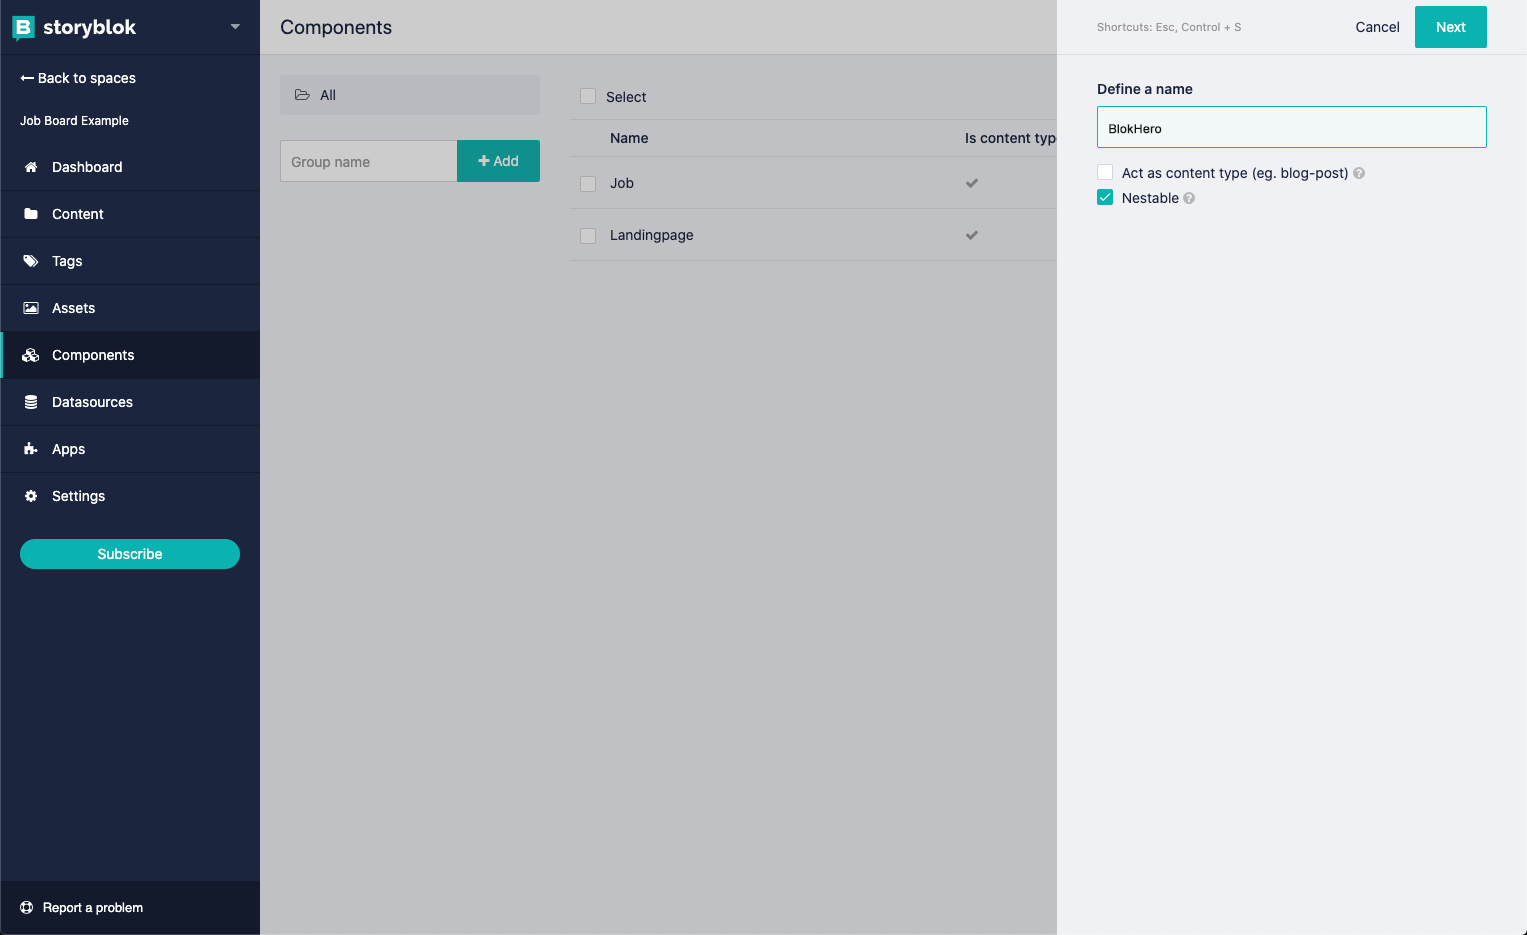 storyblok
Back to spaces
Job Board Example
Dashboard
Content
Tags
Assets
Components
Datasources
Apps
Settings
Subscribe
Report a problem
Components
All
Group name
Add
Select
Name Is content typ
Job
Landingpage
Shortcuts: Esc, Control + S
Cancel
Next
Define a name
BlokHero
Act as content type (eg. blog-post)
Nestable